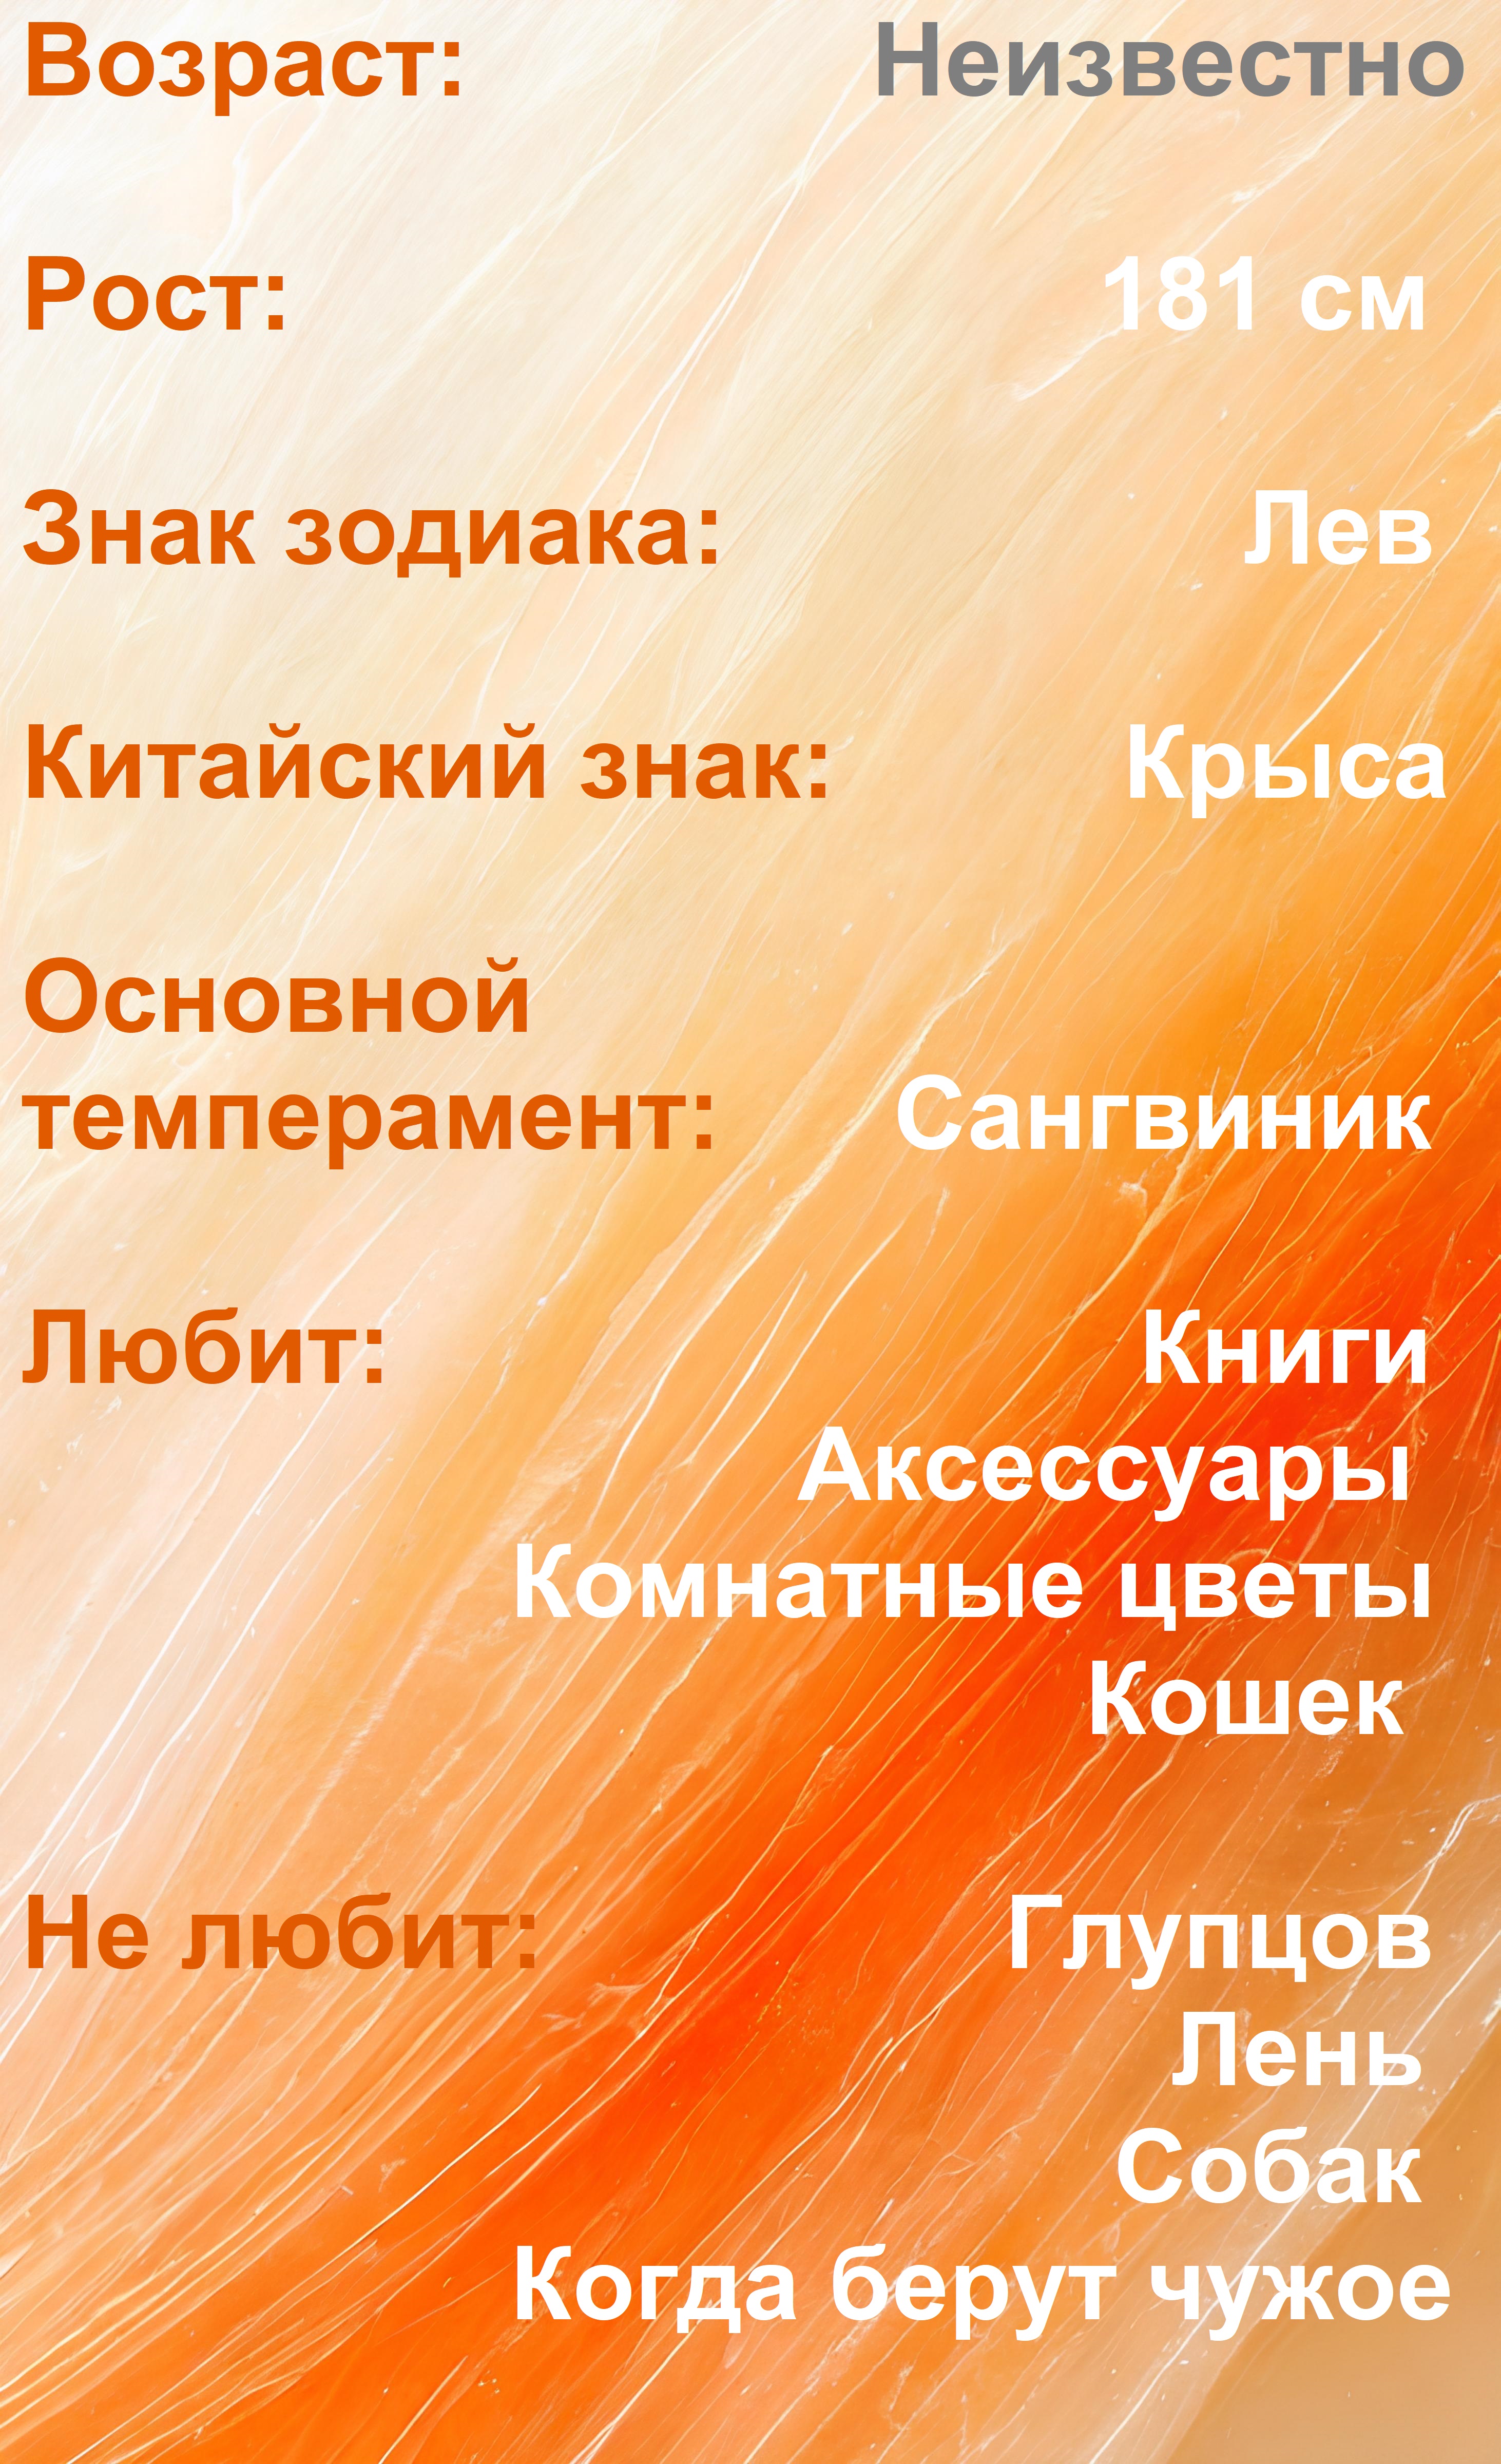 Возраст: Неизвестно
Рост: 181 см
Знак зодиака: Лев
Китайский знак: Крыса
Основной
темперамент: Сангвиник
Любит: Книги
Аксессуары
Комнатные цветы
Кошек
Не любит: Глупцов
Лень
Собак
Когда берут чужое